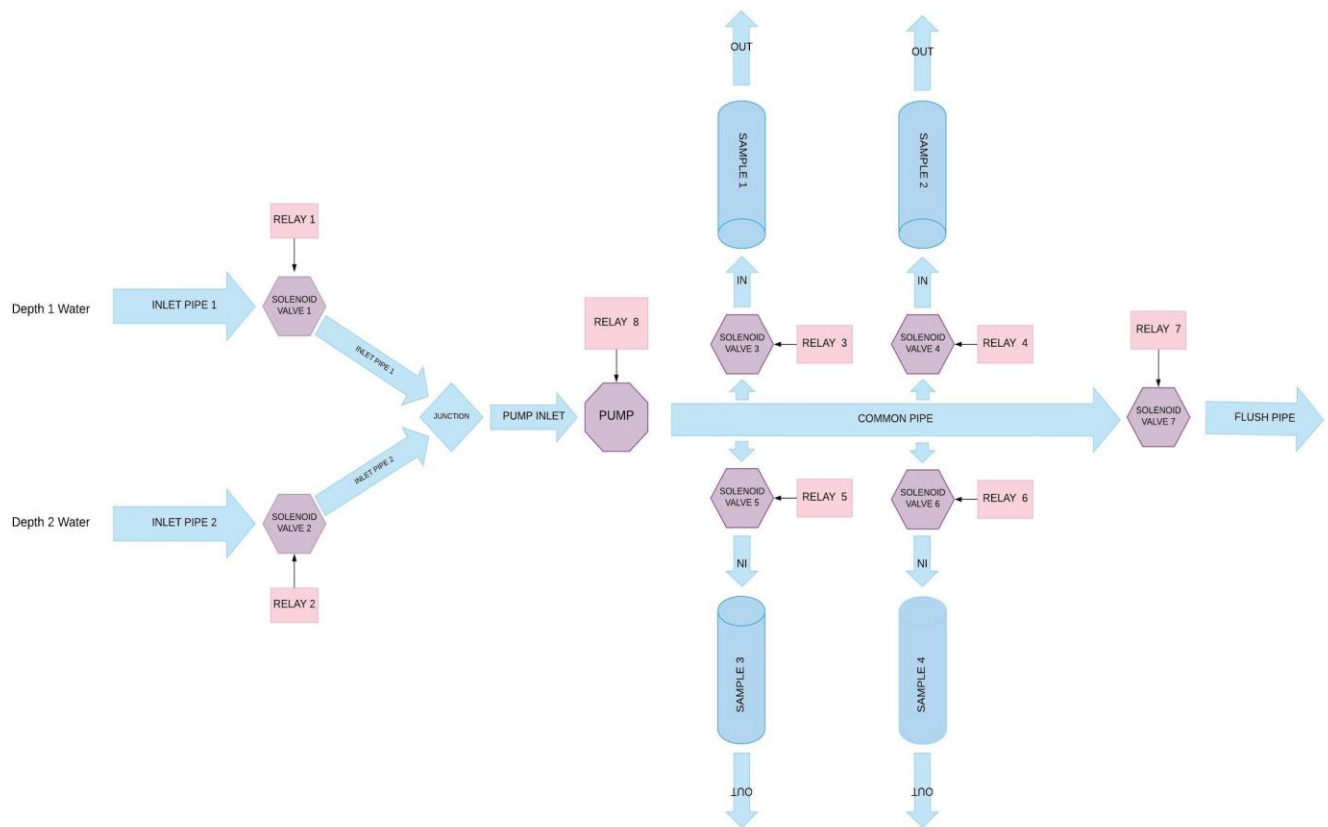 OUT
OUT
SAMPLE 1
SAMPLE 2
RELAY 1
IN
IN
Depth 1 Water
INLET PIPE 1
SOLENOID
VALVE 1
RELAY 8
SOLENOID
VALVE 3
RELAY 3
SOLENOID
VALVE 4
RELAY 4
RELAY 7
INLET PIPE 1
JUNCTION
PUMP INLET
PUMP
COMMON PIPE
SOLENOID
VALVE 7
FLUSH PIPE
INLET PIPE 2
SOLENOID
VALVE 5
RELAY 5
SOLENOID
VALVE 6
RELAY 6
Depth 2 Water
INLET PIPE 2
SOLENOID
VALVE 2
IN
IN
RELAY 2
SAMPLE 3
SAMPLE 4
OUT
OUT